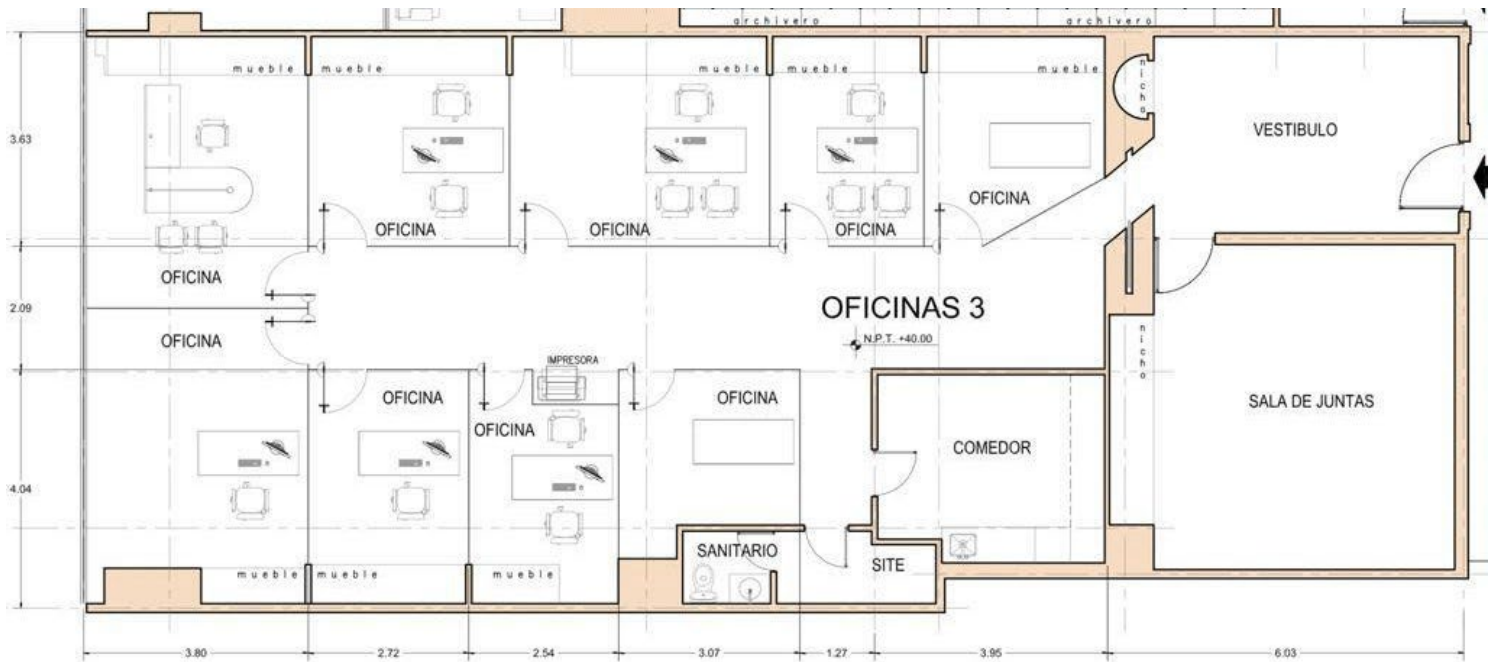 archivero
archivero
mueble
mueble
mueble
mueble
mueble
nicho
VESTIBULO
3.63
OFICINA
OFICINA
OFICINA
OFICINA
OFICINA
OFICINAS 3
N.P.T. +40.00
2.09
OFICINA
nicho
IMPRESORA
OFICINA
OFICINA
OFICINA
SALA DE JUNTAS
COMEDOR
4.04
SANITARIO
SITE
mueble
mueble
mueble
3.80
2.72
2.54
3.07
1.27
3.95
6.03